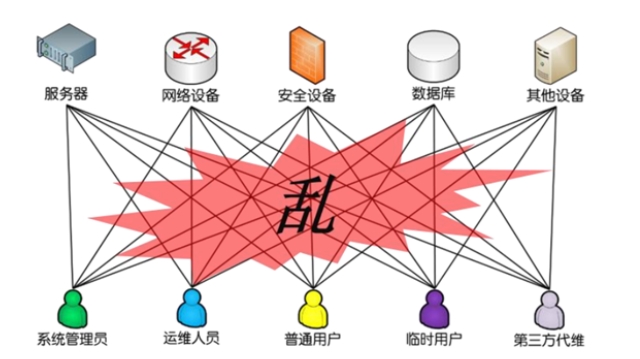 服务器
网络设备
安全设备
数据库
其他设备
乱
系统管理员
运维人员
普通用户
临时用户
第三方代维